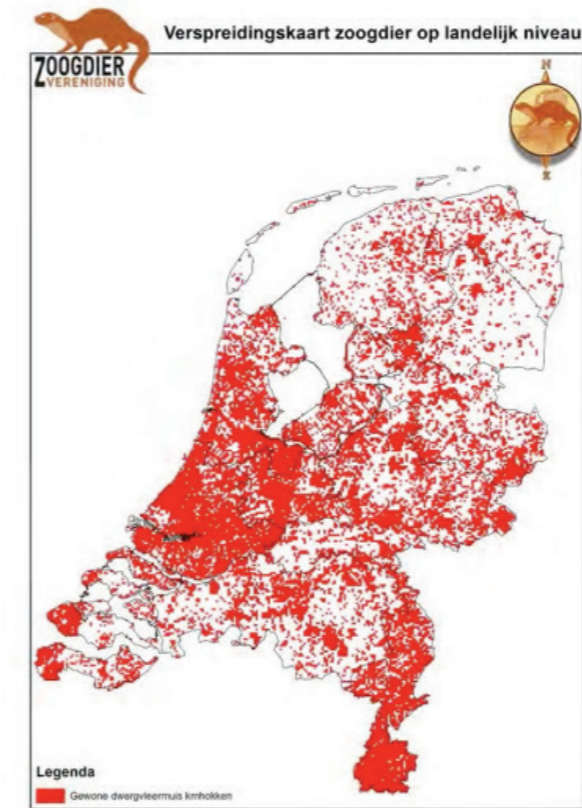 Verspreidingskaart zoogdier op landelijk niveau
ZOOGDIER
VERENIGING
N
Z
Legenda
Gewone dwergvleermuis kmhokken